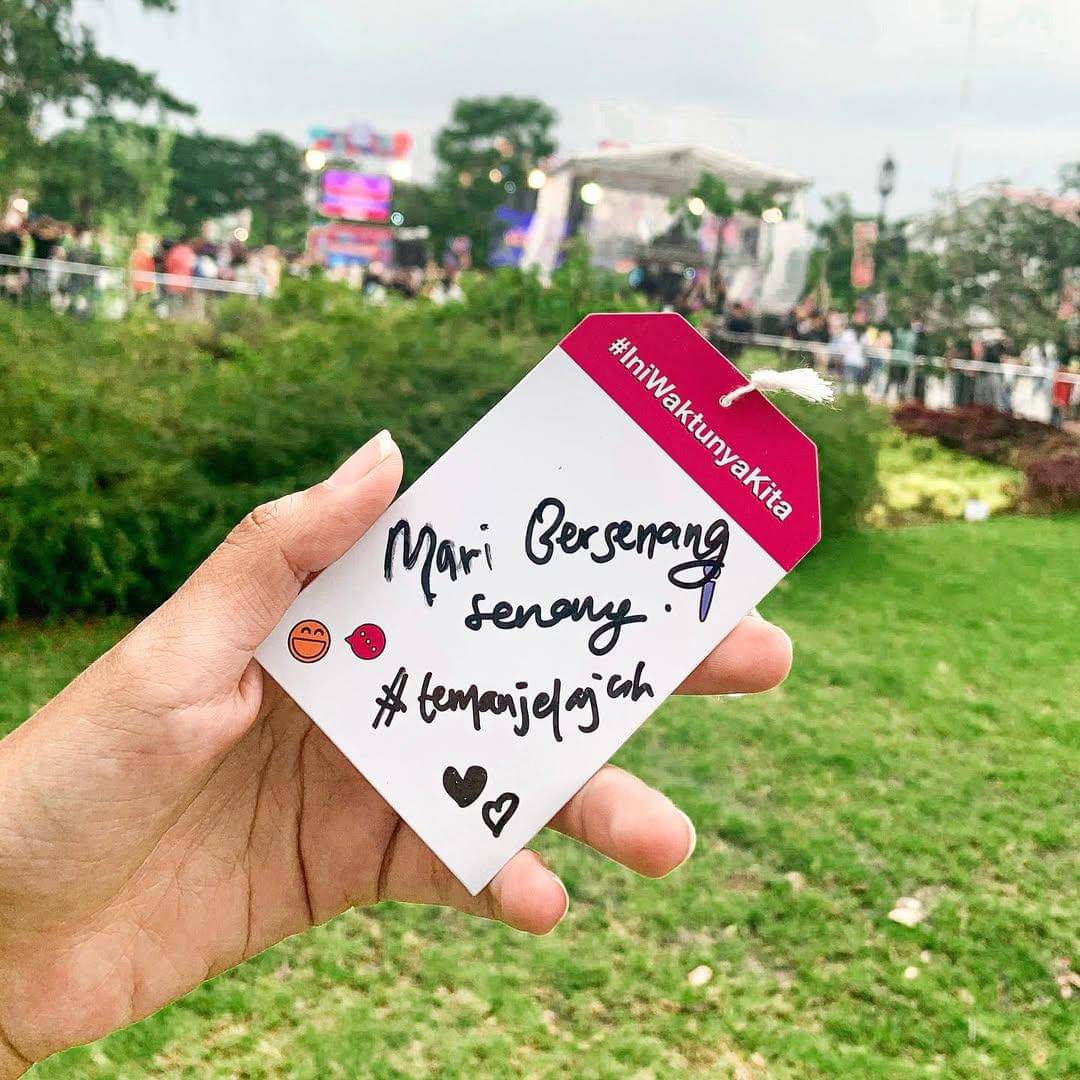 #IniWaktunyaKita
Mari Bersenang
senang.
#temanjelajah